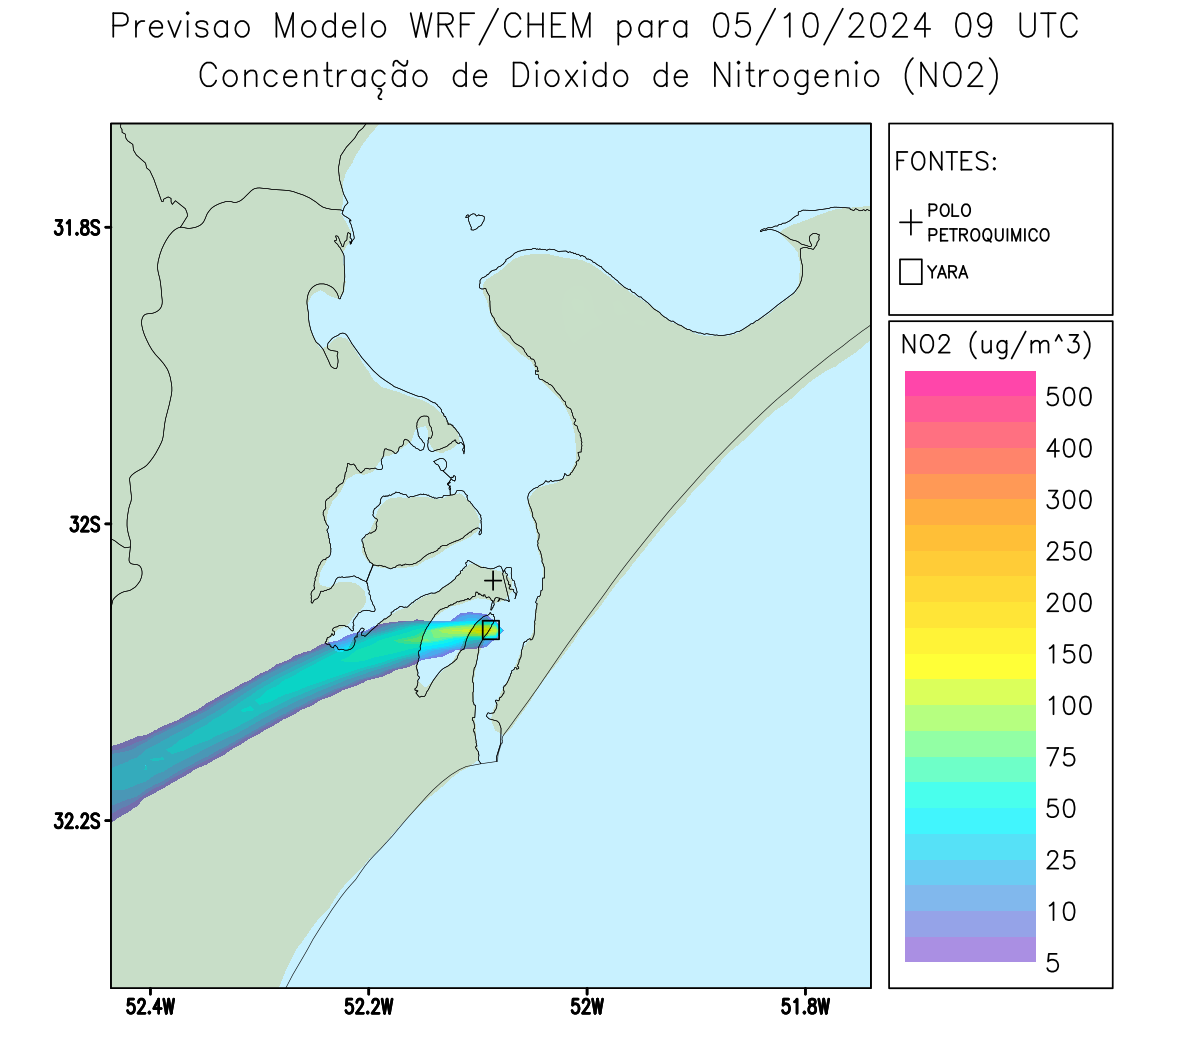 Previsao Modelo WRF/CHEM para 05/10/2024 09 UTC
Concentração de Dioxido de Nitrogenio (NO2)
FONTES:
POLO
PETROQUIMICO
YARA
NO2 (ug/m^3)
500
400
300
250
200
150
100
75
50
25
10
5
31.8S
32S
32.2S
52.4W
52.2W
52W
51.8W